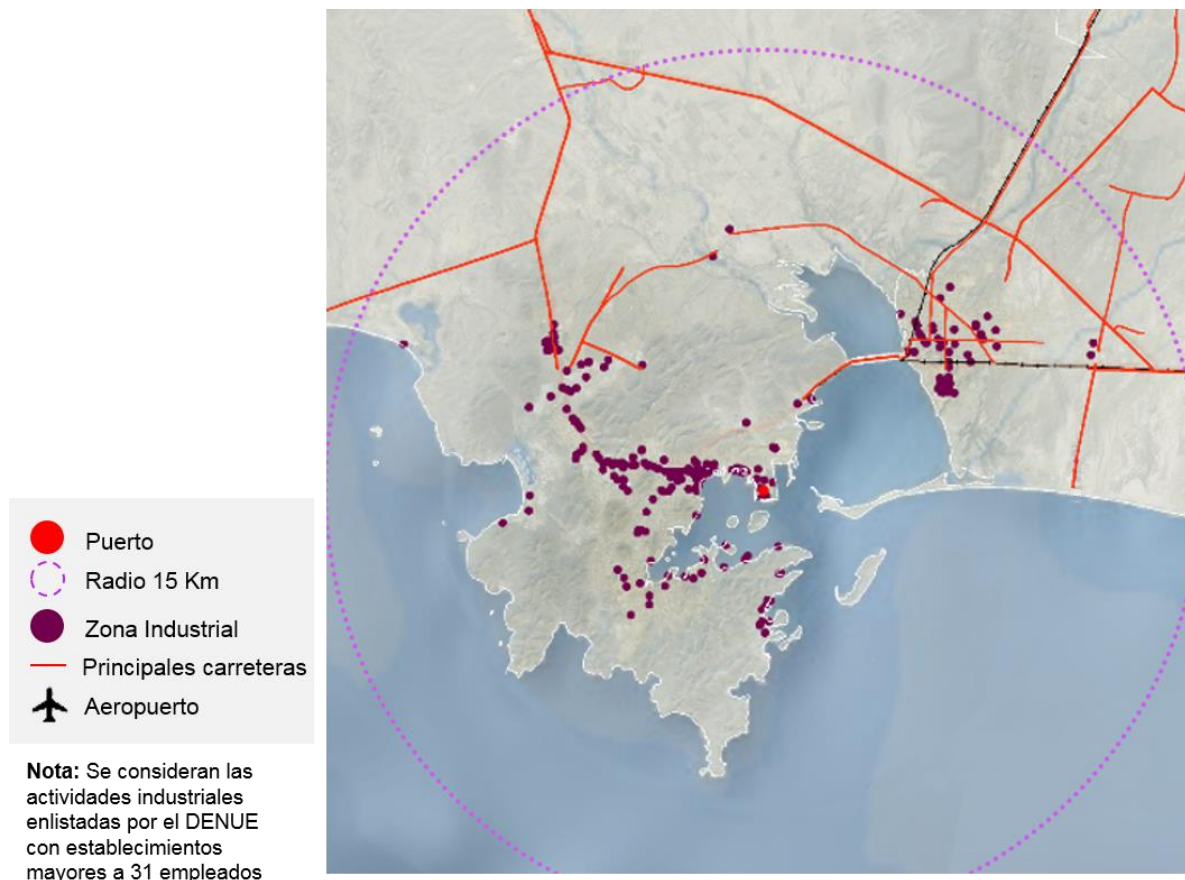 Puerto
Radio 15 Km
Zona Industrial
Principales carreteras
Aeropuerto
Nota: Se consideran las
actividades industriales
enlistadas por el DENUE
con establecimientos
mayores a 31 empleados